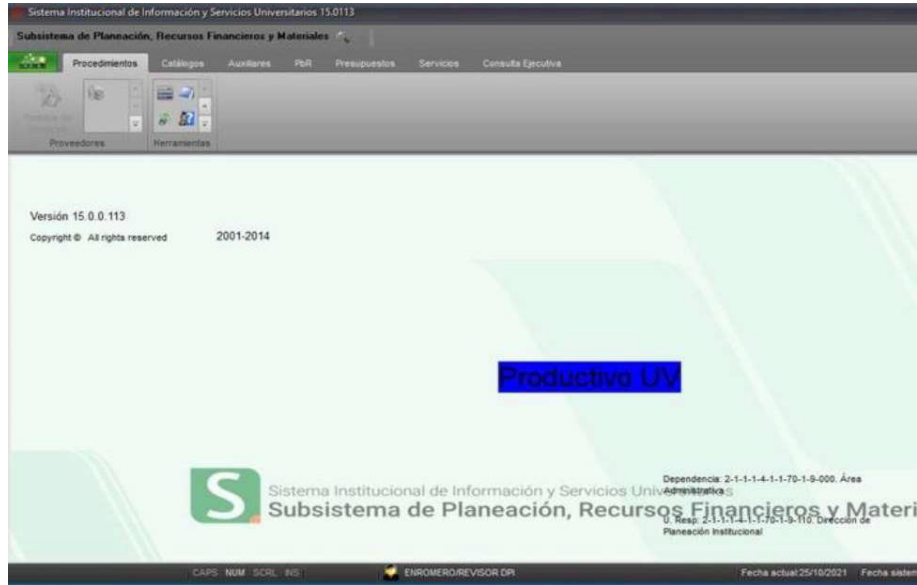 Sistema Institucional de Información y Servicios Universitarios 15.0113
Subsistema de Planeación, Recursos Financieros y Materiales
Procedimientos Catálogos Auxiliares PbR Presupuestos Servicios Consulta Ejecutiva
Proveedores Herramientas
Versión 15.0.0.113
Copyright © All rights reserved 2001-2014
Productivo UV
S
Dependencia: 2-1-1-1-4-1-1-70-1-9-000. Área
Administrativa
Sistema Institucional de Información y Servicios
Subsistema de Planeación, Recursos Financieros y Materi
U. Resp: 2-1-1-1-4-1-1-70-1-9-110. Dirección de
Planeación Institucional
CAPS NUM SCRL INS ENROMERO/REVISOR DPI Fecha actual:25/10/2021 Fecha sistem